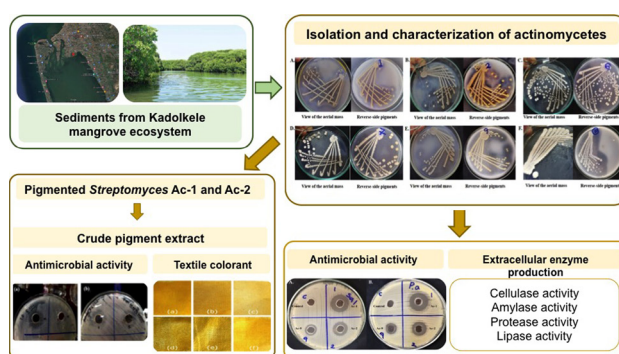 Isolation and characterization of actinomycetes
Sediments from Kadolkele
mangrove ecosystem
A.
B.
C.
View of the aerial mass
Reverse side pigments
View of the aerial mass
Reverse-side pigments
View of the aerial mass
Reverse-side pigments
D.
E.
F.
View of the aerial mass
Reverse-side pigments
View of the aerial mass
Reverse-side pigments
View of the aerial mass
Reverse-side pigments
Pigmented Streptomyces Ac-1 and Ac-2
Crude pigment extract
Antimicrobial activity
Textile colorant
(a)
(b)
(a)
(b)
(c)
(d)
(e)
(f)
Antimicrobial activity
A.
B.
Extracellular enzyme
production
Cellulase activity
Amylase activity
Protease activity
Lipase activity